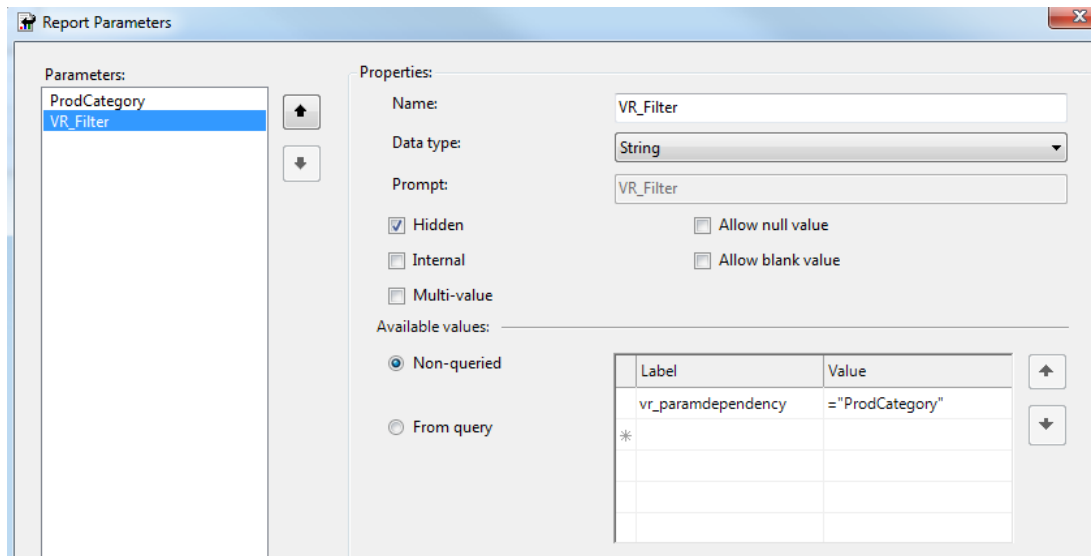 Report Parameters
x
Parameters:
ProdCategory
VR_Filter
Properties:
Name:
VR_Filter
Data type:
String
Prompt:
VR_Filter
Hidden
Allow null value
Internal
Allow blank value
Multi-value
Available values:
Non-queried
From query
Label Value
vr_paramdependency ="ProdCategory"
*